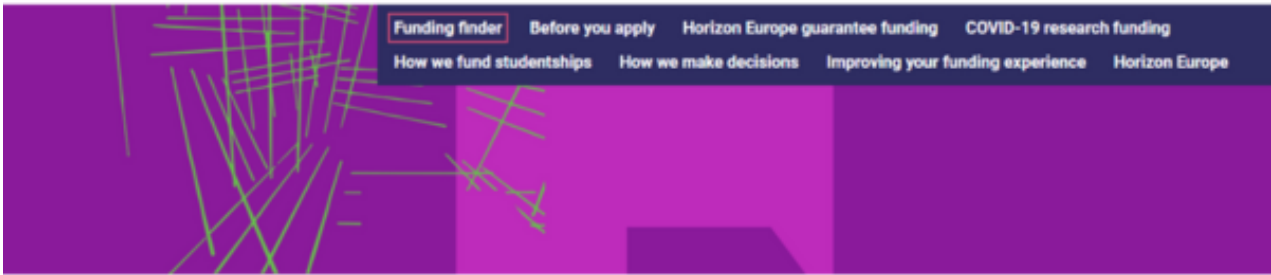 Funding finder Before you apply Horizon Europe guarantee funding COVID-19 research funding
How we fund studentships How we make decisions Improving your funding experience Horizon Europe